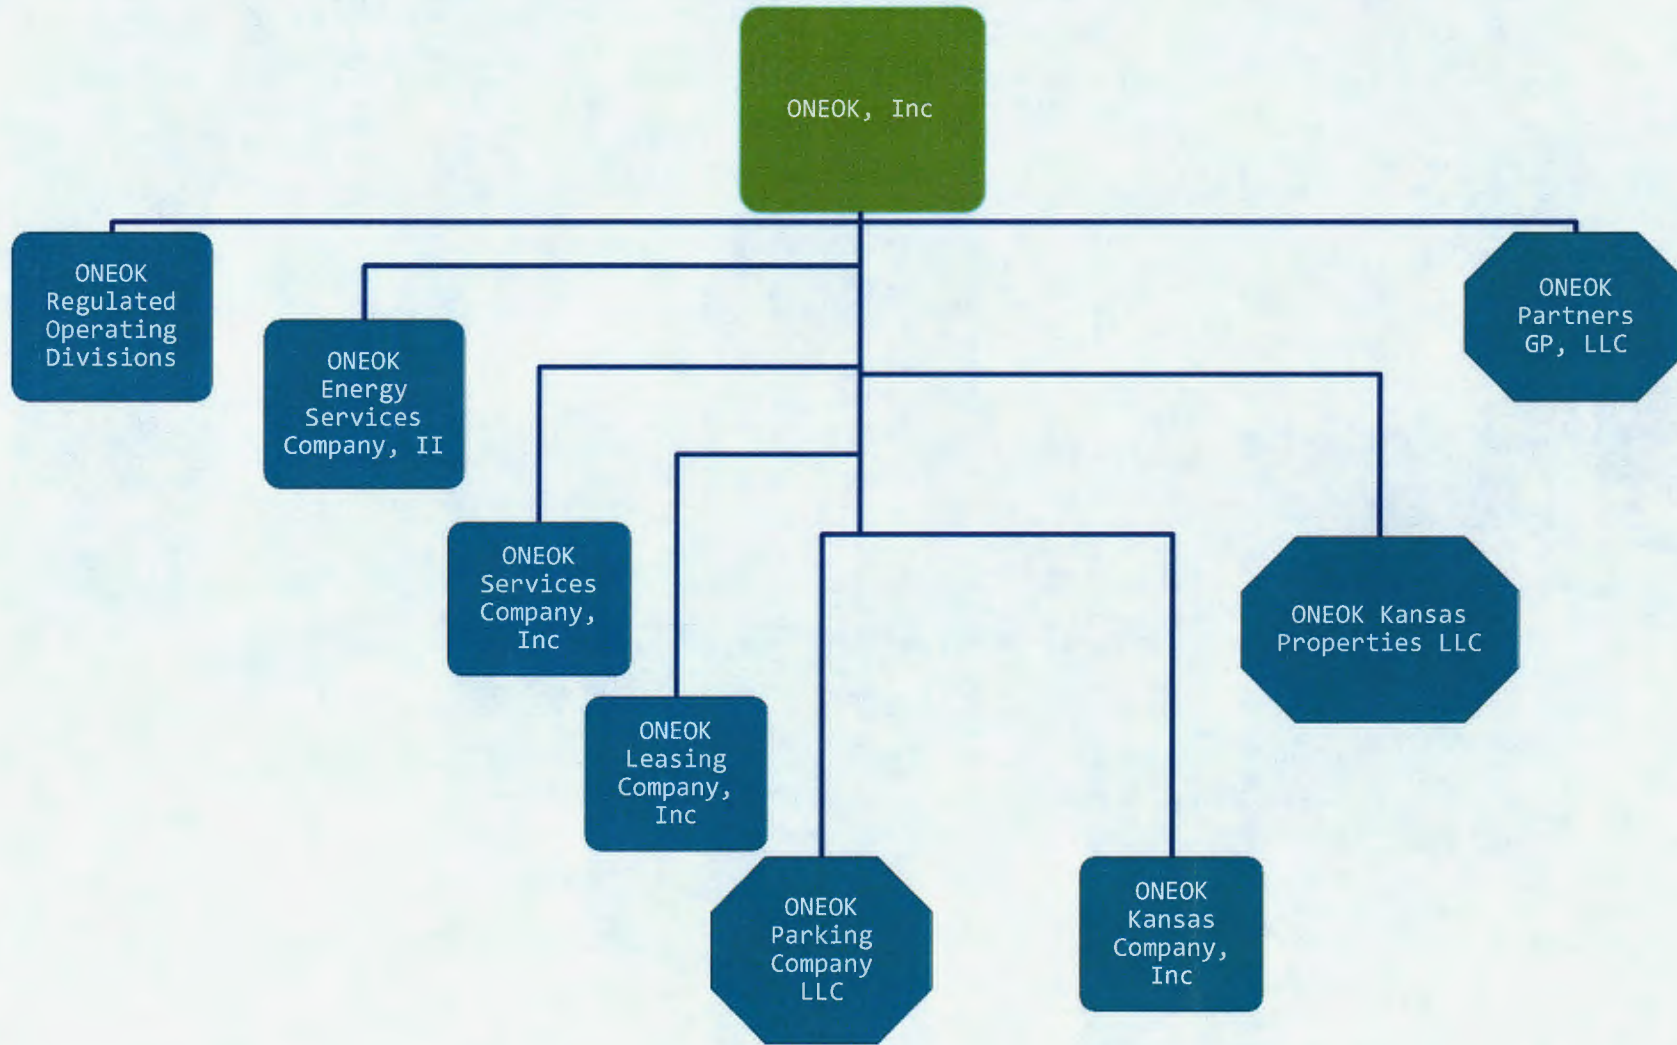 ONEOK, Inc
ONEOK
Regulated
Operating
Divisions
ONEOK
Partners
GP, LLC
ONEOK
Energy
Services
Company, II
ONEOK
Services
Company,
Inc
ONEOK Kansas
Properties LLC
ONEOK
Leasing
Company,
Inc
ONEOK
Parking
Company
LLC
ONEOK
Kansas
Company,
Inc